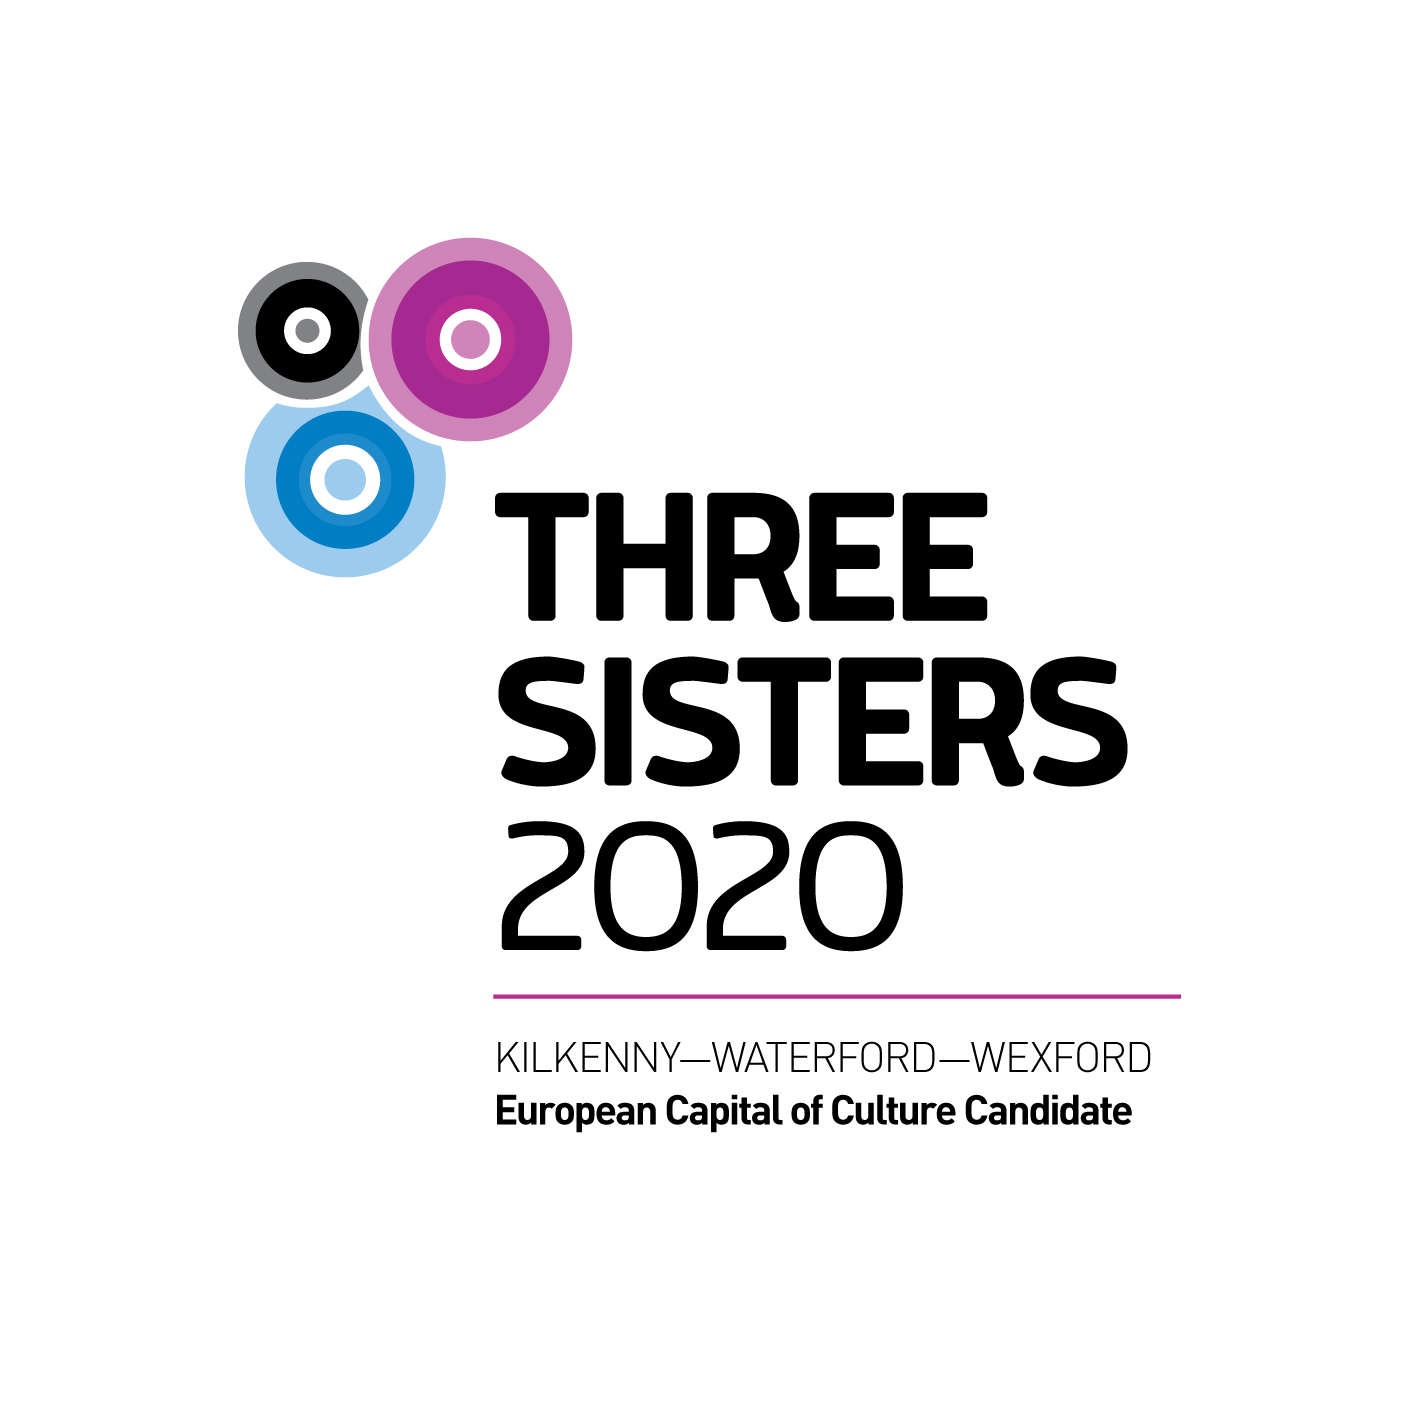 THREE
SISTERS
2020
KILKENNY—WATERFORD—WEXFORD
European Capital of Culture Candidate